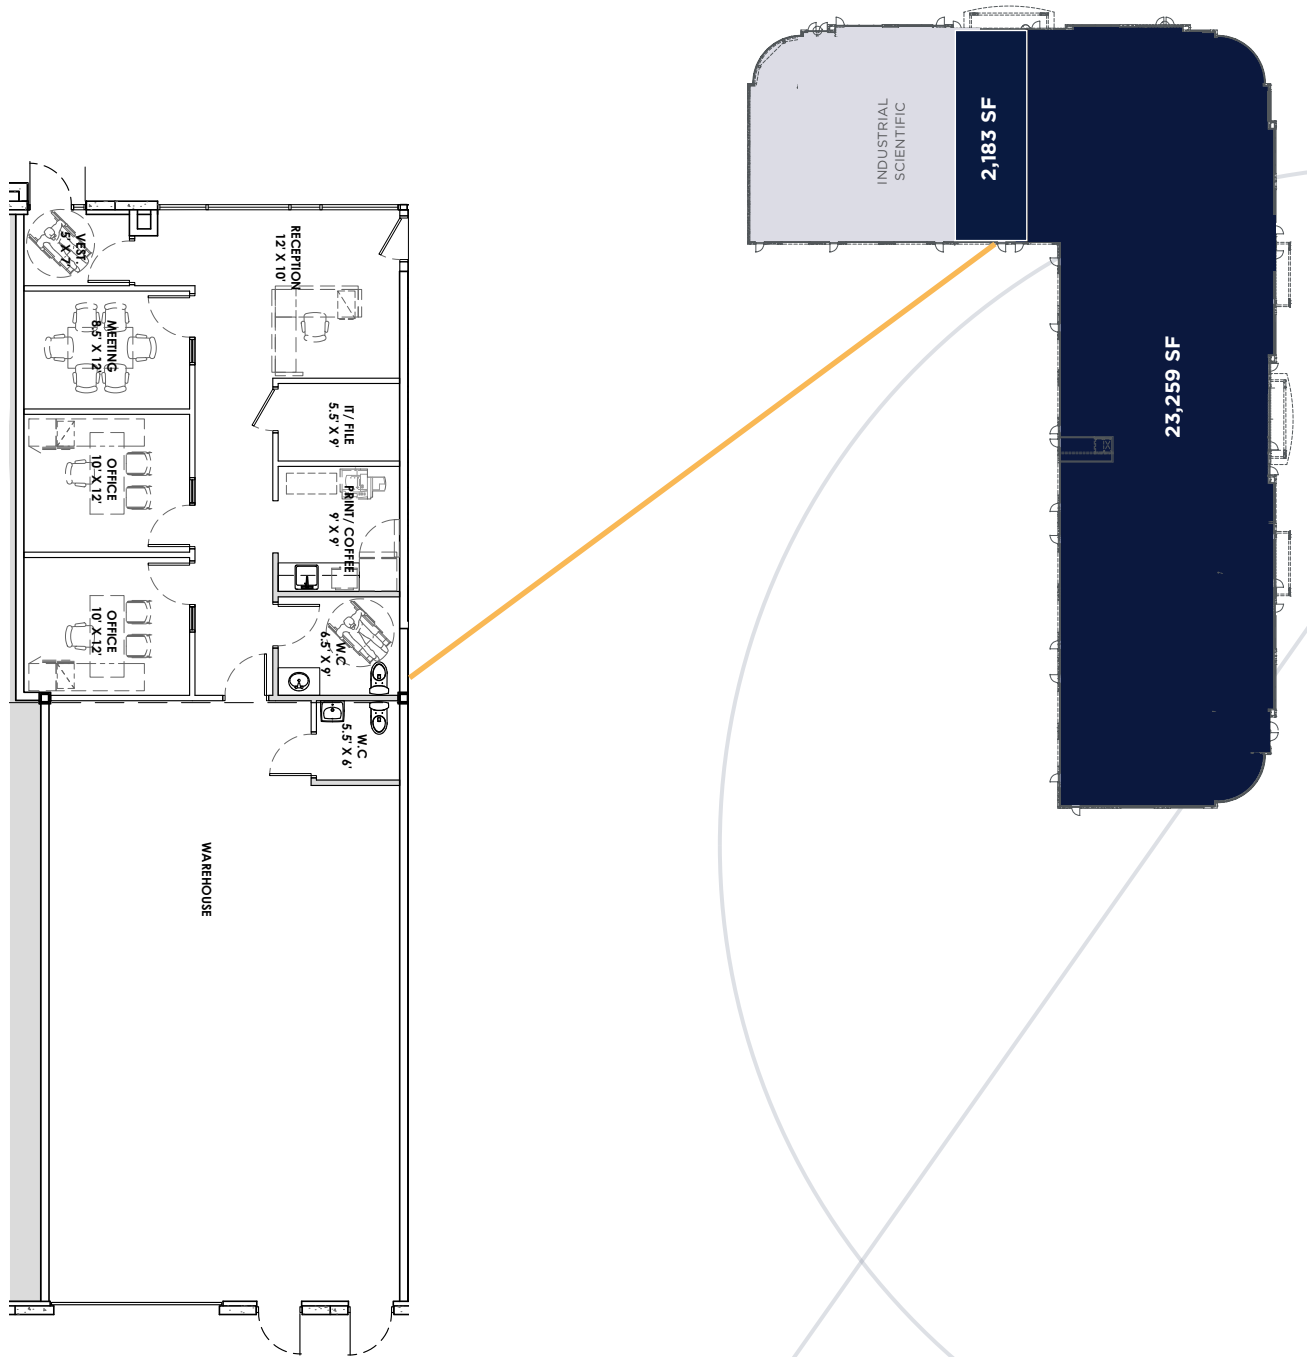 VEST.
5' X 7'
RECEPTION
12' X 10'
MEETING
8.5' X 12'
IT/ FILE
5.5' X 9'
OFFICE
10' X 12'
PRINT/ COFFEE
9' X 9'
OFFICE
10' X 12'
W.C
6.5' X 9'
W.C
5.5' X 6'
WAREHOUSE
INDUSTRIAL
SCIENTIFIC
2,183 SF
23,259 SF